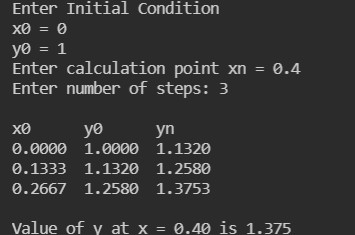 Enter Initial Condition
x0 = 0
y0 = 1
Enter calculation point xn = 0.4
Enter number of steps: 3
x0 y0 yn
0.0000 1.0000 1.1320
0.1333 1.1320 1.2580
0.2667 1.2580 1.3753
Value of y at x = 0.40 is 1.375